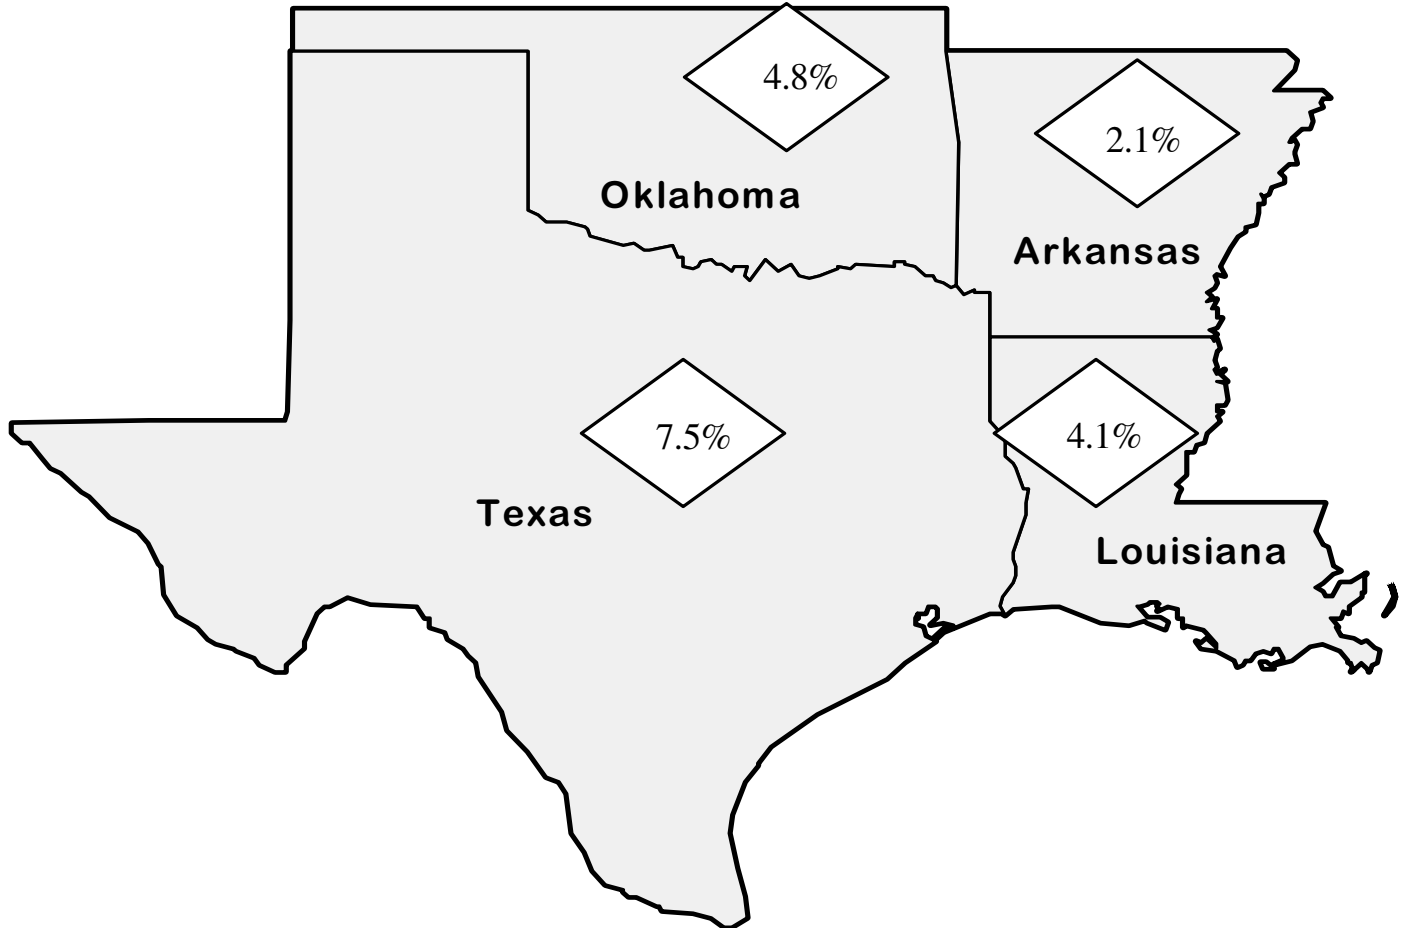 4.8%
2.1%
Oklahoma
Arkansas
7.5%
4.1%
Texas
Louisiana